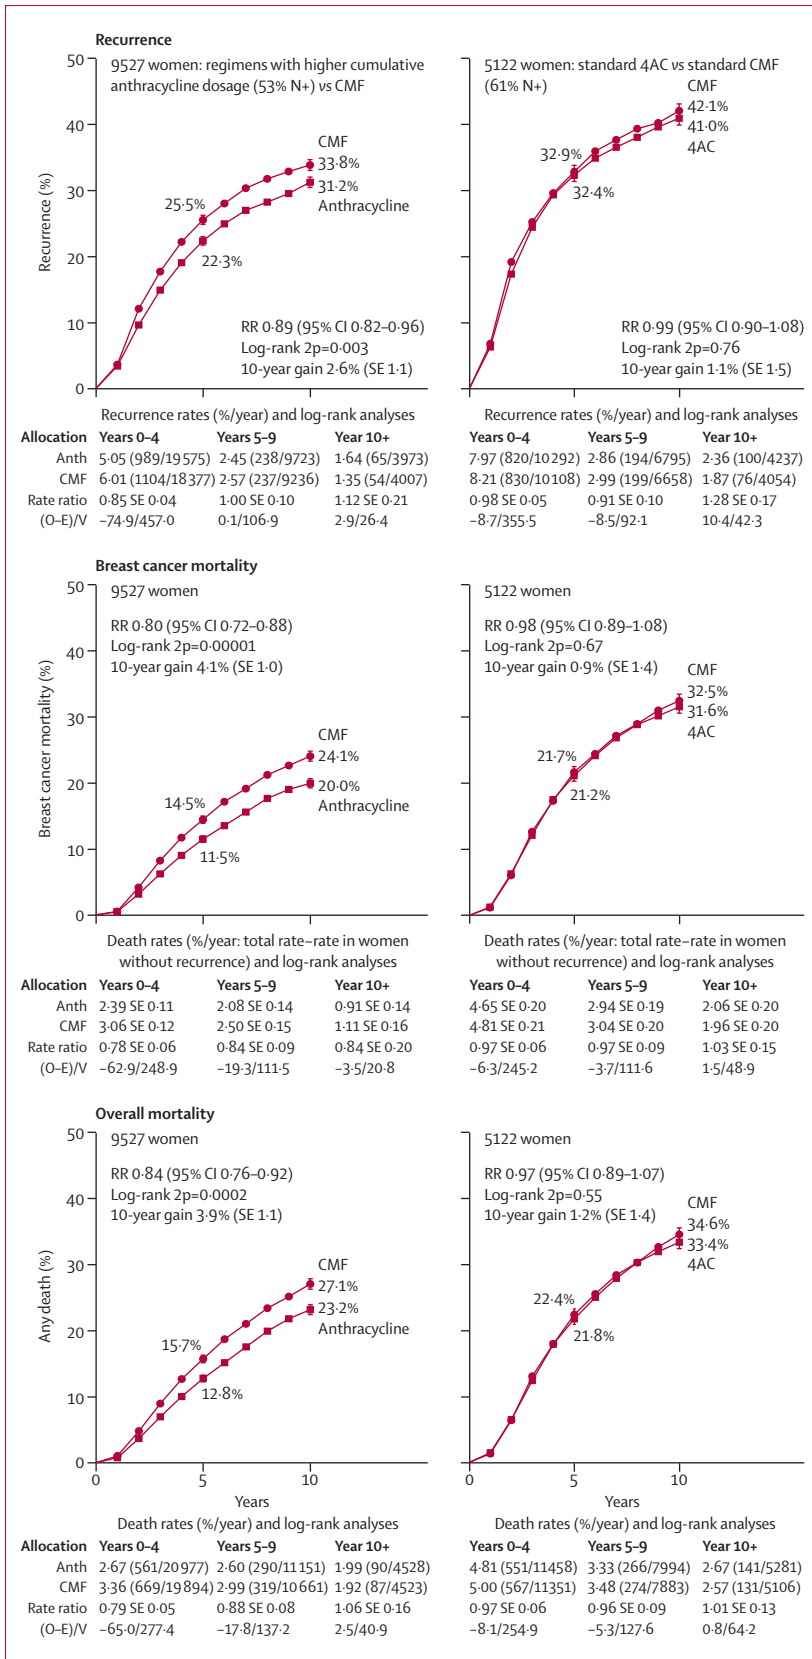 Recurrence
9527 women: regimens with higher cumulative
anthracycline dosage (53% N+) vs CMF
50
40
30
20
10
0
Recurrence (%)
CMF
33·8%
31·2%
Anthracycline
25·5%
22·3%
RR 0·89 (95% CI 0·82–0·96)
Log-rank 2p=0·003
10-year gain 2·6% (SE 1·1)
5122 women: standard 4AC vs standard CMF
(61% N+)
CMF
42·1%
41·0%
4AC
32·9%
32·4%
RR 0·99 (95% CI 0·90–1·08)
Log-rank 2p=0·76
10-year gain 1·1% (SE 1·5)
Recurrence rates (%/year) and log-rank analyses
Recurrence rates (%/year) and log-rank analyses
Allocation Years 0–4 Years 5–9 Year 10+ Years 0–4 Years 5–9 Year 10+
Anth 5·05 (989/19 575) 2·45 (238/9723) 1·64 (65/3973) 7·97 (820/10 292) 2·86 (194/6795) 2·36 (100/4237)
CMF 6·01 (1104/18 377) 2·57 (237/9236) 1·35 (54/4007) 8·21 (830/10 108) 2·99 (199/6658) 1·87 (76/4054)
Rate ratio 0·85 SE 0·04 1·00 SE 0·10 1·12 SE 0·21 0·98 SE 0·05 0·91 SE 0·10 1·28 SE 0·17
(O–E)/V –74·9/457·0 0·1/106·9 2·9/26·4 –8·7/355·5 –8·5/92·1 10·4/42·3
Breast cancer mortality
9527 women
RR 0·80 (95% CI 0·72–0·88)
Log-rank 2p=0·00001
10-year gain 4·1% (SE 1·0)
50
40
30
20
10
0
Breast cancer mortality (%)
CMF
24·1%
20·0%
Anthracycline
14·5%
11·5%
5122 women
RR 0·98 (95% CI 0·89–1·08)
Log-rank 2p=0·67
10-year gain 0·9% (SE 1·4)
CMF
32·5%
31·6%
4AC
21·7%
21·2%
Death rates (%/year: total rate–rate in women
without recurrence) and log-rank analyses
Death rates (%/year: total rate–rate in women
without recurrence) and log-rank analyses
Allocation Years 0–4 Years 5–9 Year 10+ Years 0–4 Years 5–9 Year 10+
Anth 2·39 SE 0·11 2·08 SE 0·14 0·91 SE 0·14 4·65 SE 0·20 2·94 SE 0·19 2·06 SE 0·20
CMF 3·06 SE 0·12 2·50 SE 0·15 1·11 SE 0·16 4·81 SE 0·21 3·04 SE 0·20 1·96 SE 0·20
Rate ratio 0·78 SE 0·06 0·84 SE 0·09 0·84 SE 0·20 0·97 SE 0·06 0·97 SE 0·09 1·03 SE 0·15
(O–E)/V –62·9/248·9 –19·3/111·5 –3·5/20·8 –6·3/245·2 –3·7/111·6 1·5/48·9
Overall mortality
9527 women
RR 0·84 (95% CI 0·76–0·92)
Log-rank 2p=0·0002
10-year gain 3·9% (SE 1·1)
50
40
30
20
10
0
Any death (%)
CMF
27·1%
23·2%
Anthracycline
15·7%
12·8%
5122 women
RR 0·97 (95% CI 0·89–1·07)
Log-rank 2p=0·55
10-year gain 1·2% (SE 1·4)
CMF
34·6%
33·4%
4AC
22·4%
21·8%
0 5 10 0 5 10
Years
Death rates (%/year) and log-rank analyses
Death rates (%/year) and log-rank analyses
Allocation Years 0–4 Years 5–9 Year 10+ Years 0–4 Years 5–9 Year 10+
Anth 2·67 (561/20 977) 2·60 (290/11 151) 1·99 (90/4528) 4·81 (551/11458) 3·33 (266/7994) 2·67 (141/5281)
CMF 3·36 (669/19 894) 2·99 (319/10 661) 1·92 (87/4523) 5·00 (567/11351) 3·48 (274/7883) 2·57 (131/5106)
Rate ratio 0·79 SE 0·05 0·88 SE 0·08 1·06 SE 0·16 0·97 SE 0·06 0·96 SE 0·09 1·01 SE 0·13
(O–E)/V –65·0/277·4 –17·8/137·2 2·5/40·9 –8·1/254·9 –5·3/127·6 0·8/64·2